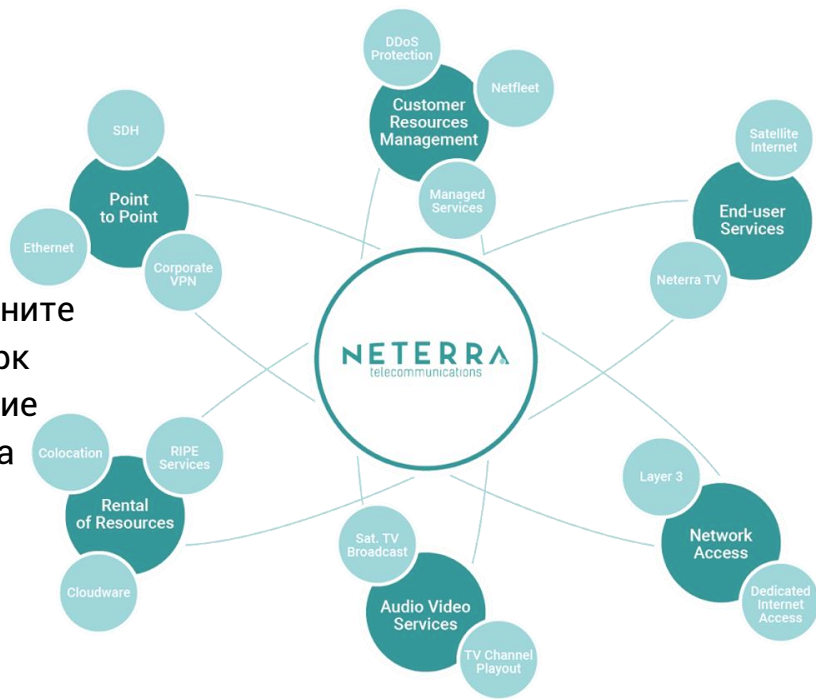 DDoS
Protection
Netfleet
Customer
Resources
Management
Managed
Services
SDH
Point
to Point
Ethernet
Corporate
VPN
Satellite
Internet
End-user
Services
Neterra TV
NETERRA
telecommunications
ните
ие
Colocation
RIPE
Services
Rental
of Resources
Cloudware
Sat. TV
Broadcast
Audio Video
Services
TV Channel
Playout
Layer 3
Network
Access
Dedicated
Internet
Access